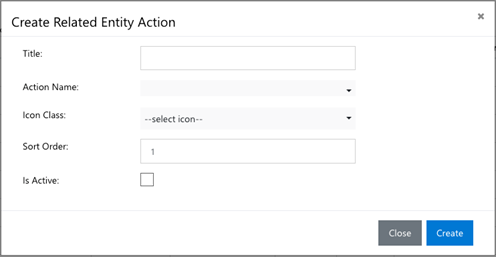 Create Related Entity Action ×
Title:
Action Name:
Icon Class: --select icon--
Sort Order: 1
Is Active:
Close Create